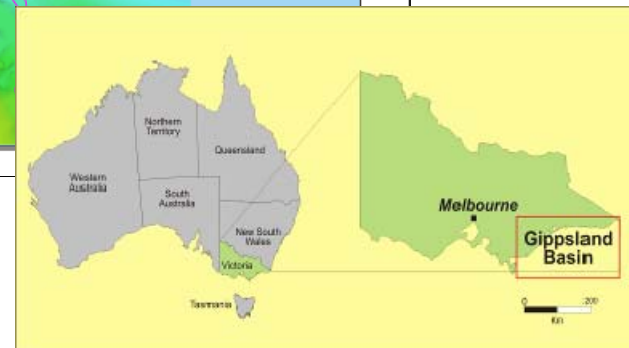 Northern
Territory
Queensland
Western
Australia
South
Australia
New South
Wales
Victoria
Tasmania
Melbourne
Gippsland
Basin
0 200
Km